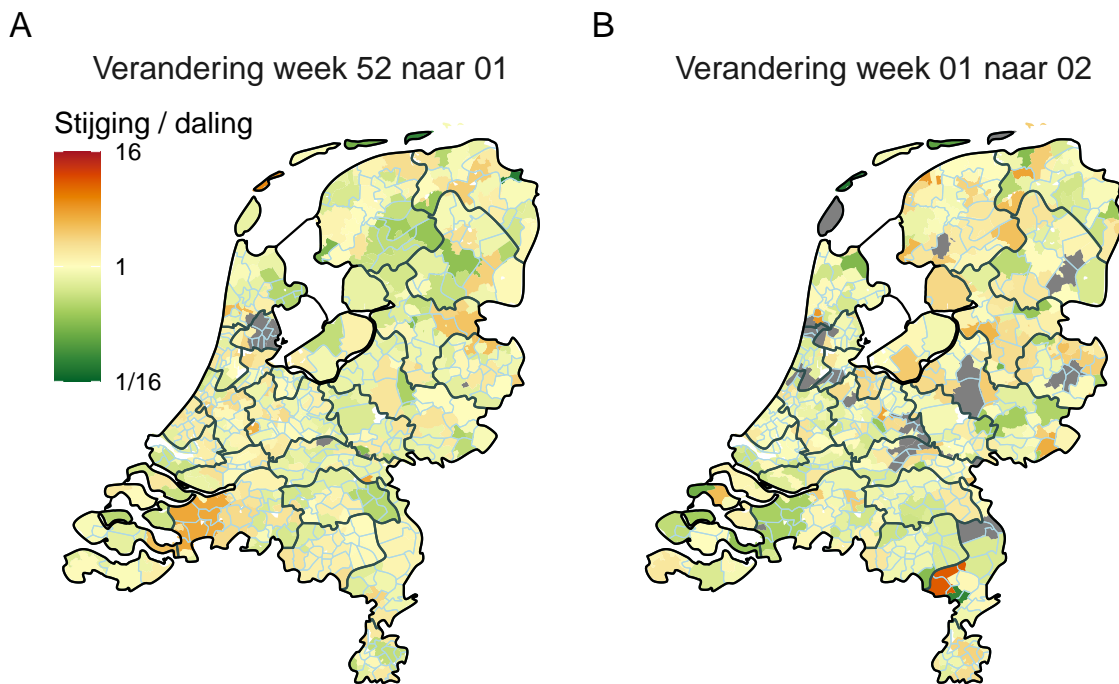 A
B
Verandering week 52 naar 01
Verandering week 01 naar 02
Stijging / daling
16
1
1/16